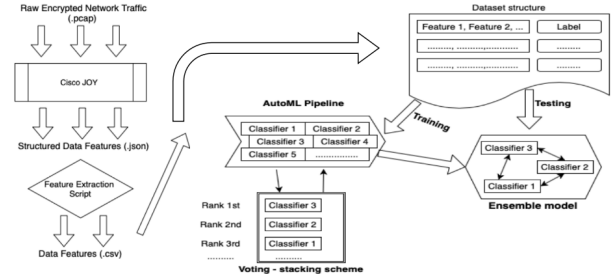 Raw Encrypted Network Traffic
(.pcap)
Cisco JOY
Structured Data Features (.json)
Feature Extraction
Script
Data Features (.csv)
Dataset structure
Feature 1, Feature 2, ... Label
.........., ..........,............ ..............
.........., ..........,............ ..............
Training
Testing
AutoML Pipeline
Classifier 1 Classifier 2
Classifier 3 Classifier 4
Classifier 5 ................
Rank 1st Classifier 3
Rank 2nd Classifier 2
Rank 3rd Classifier 1
.......... ..........
Voting - stacking scheme
Classifier 3
Classifier 2
Classifier 1
Ensemble model